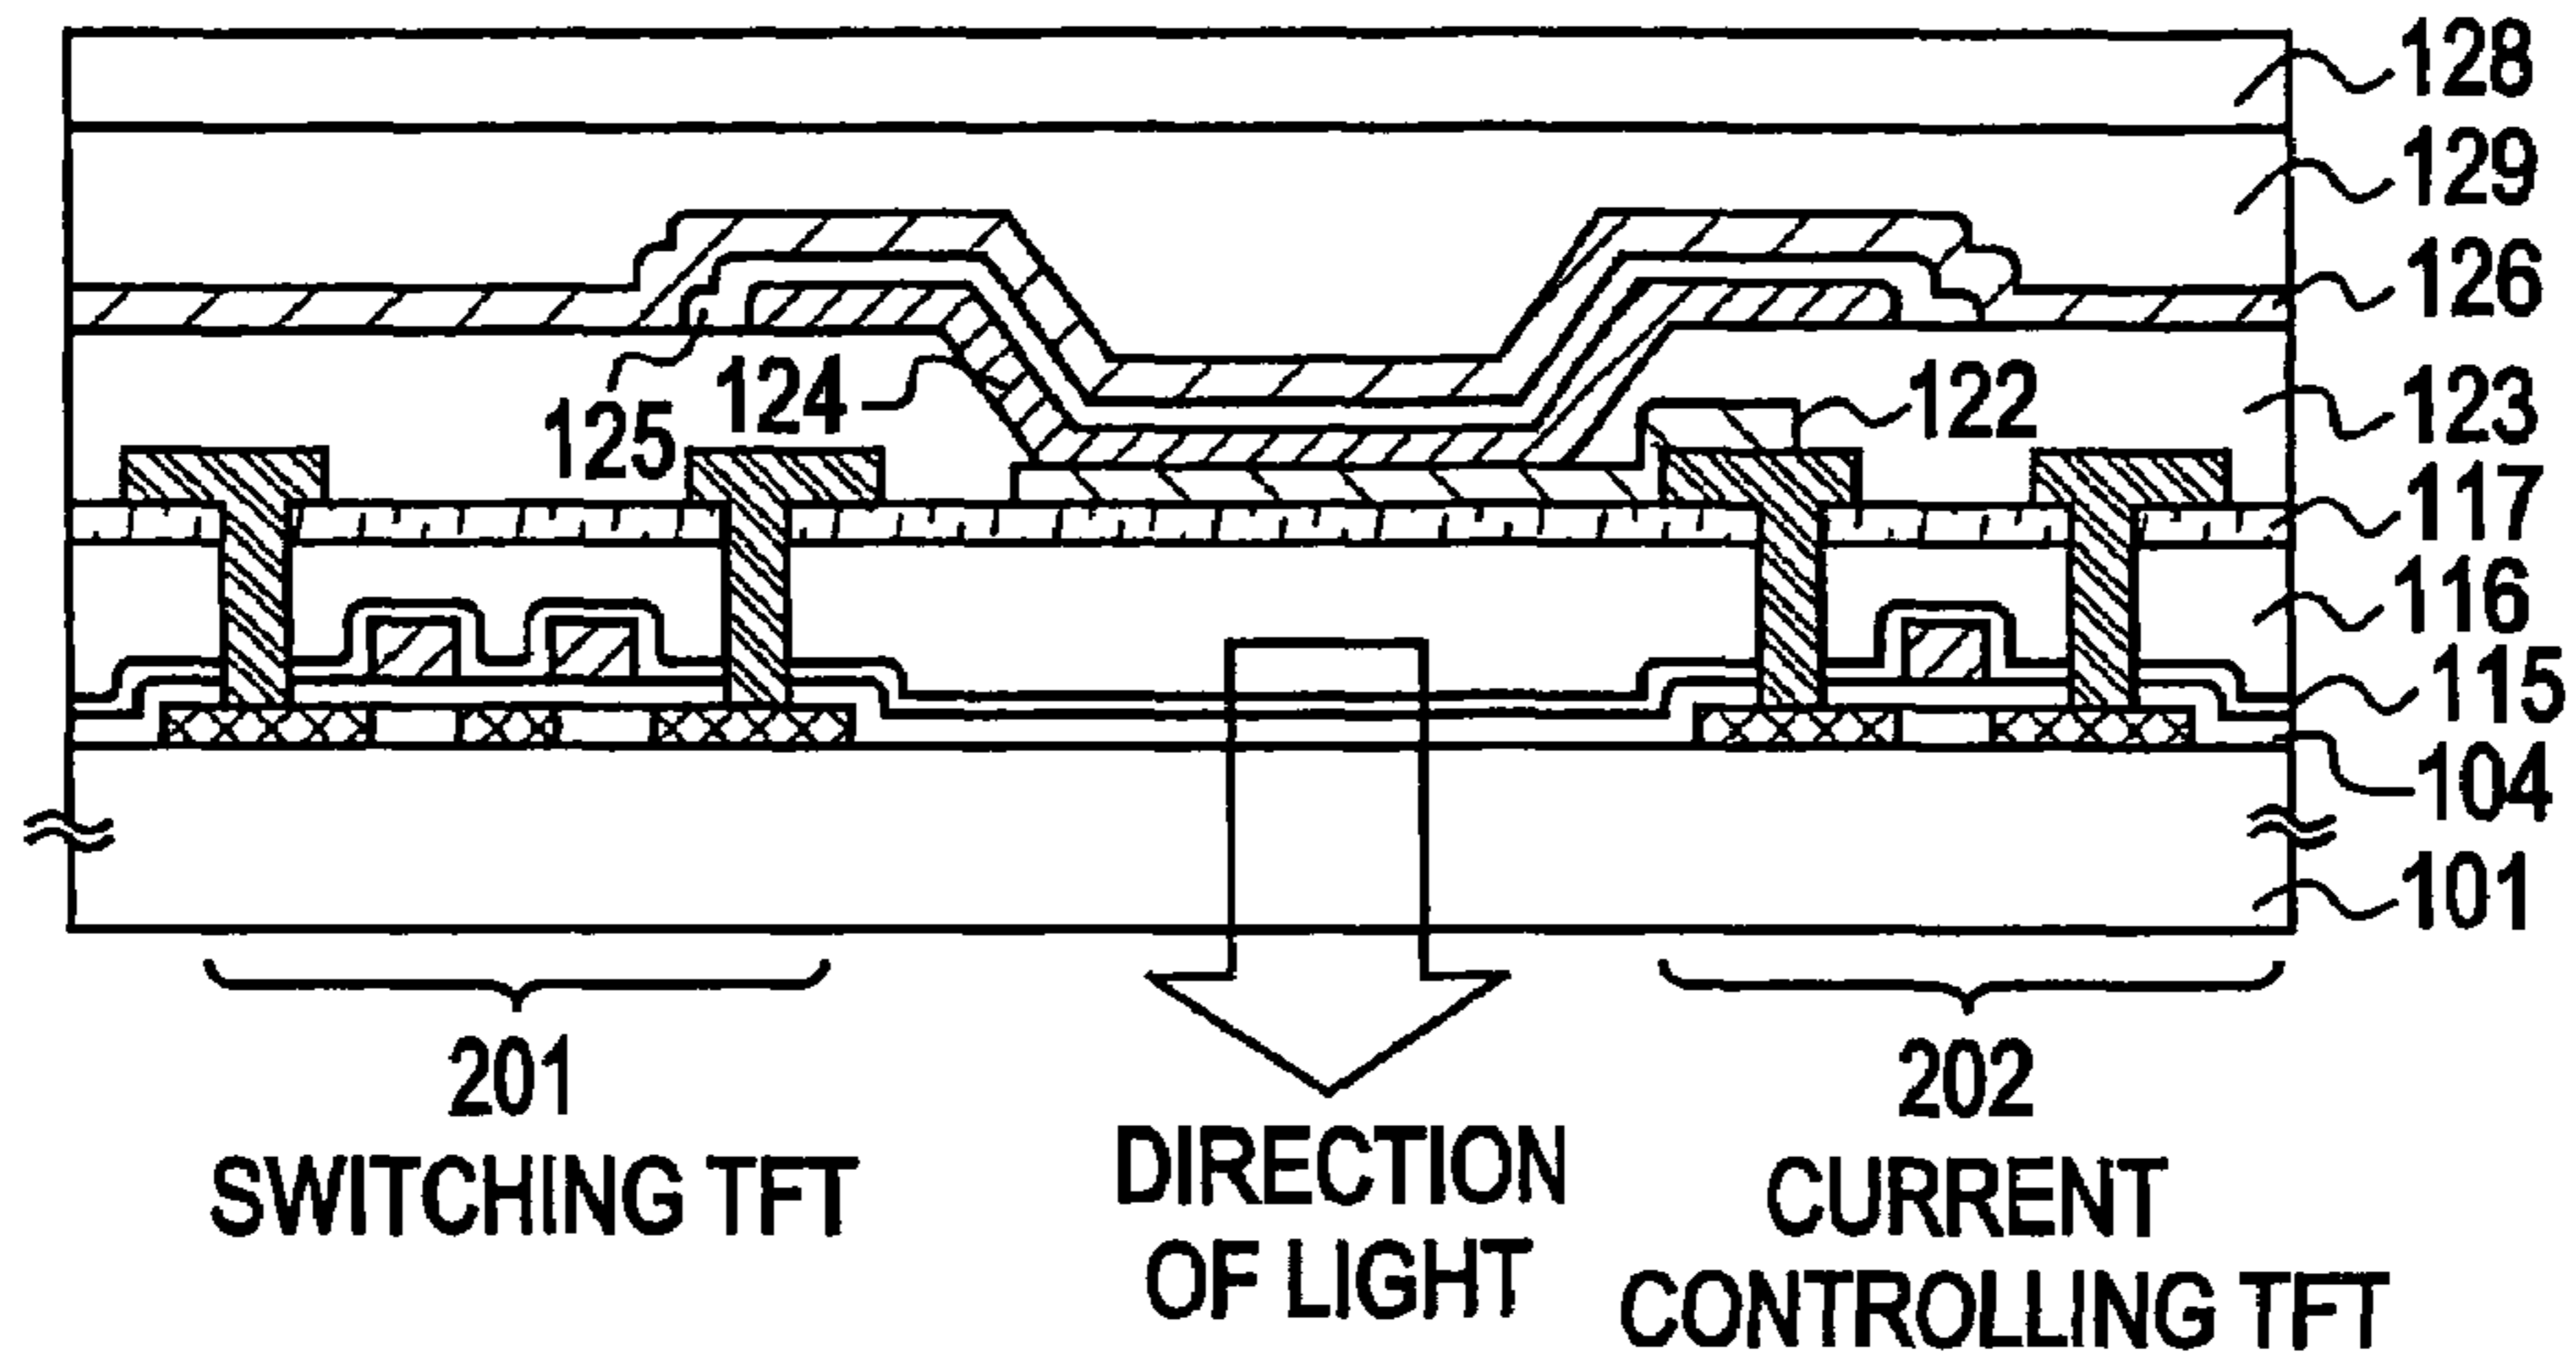 128
129
126
124
122
123
125
117
116
115
104
101
201
SWITCHING TFT
DIRECTION
OF LIGHT
202
CURRENT
CONTROLLING TFT